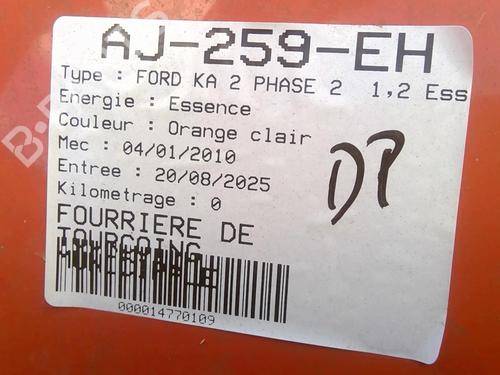 AJ-259-EH
Type : FORD KA 2 PHASE 2 1,2 Ess
Energie : Essence
Couleur : Orange clair
Mec : 04/01/2010
Entree : 20/08/2025
Kilometrage : 0
DP
FOURRIERE DE
TOURCOING
000014770109